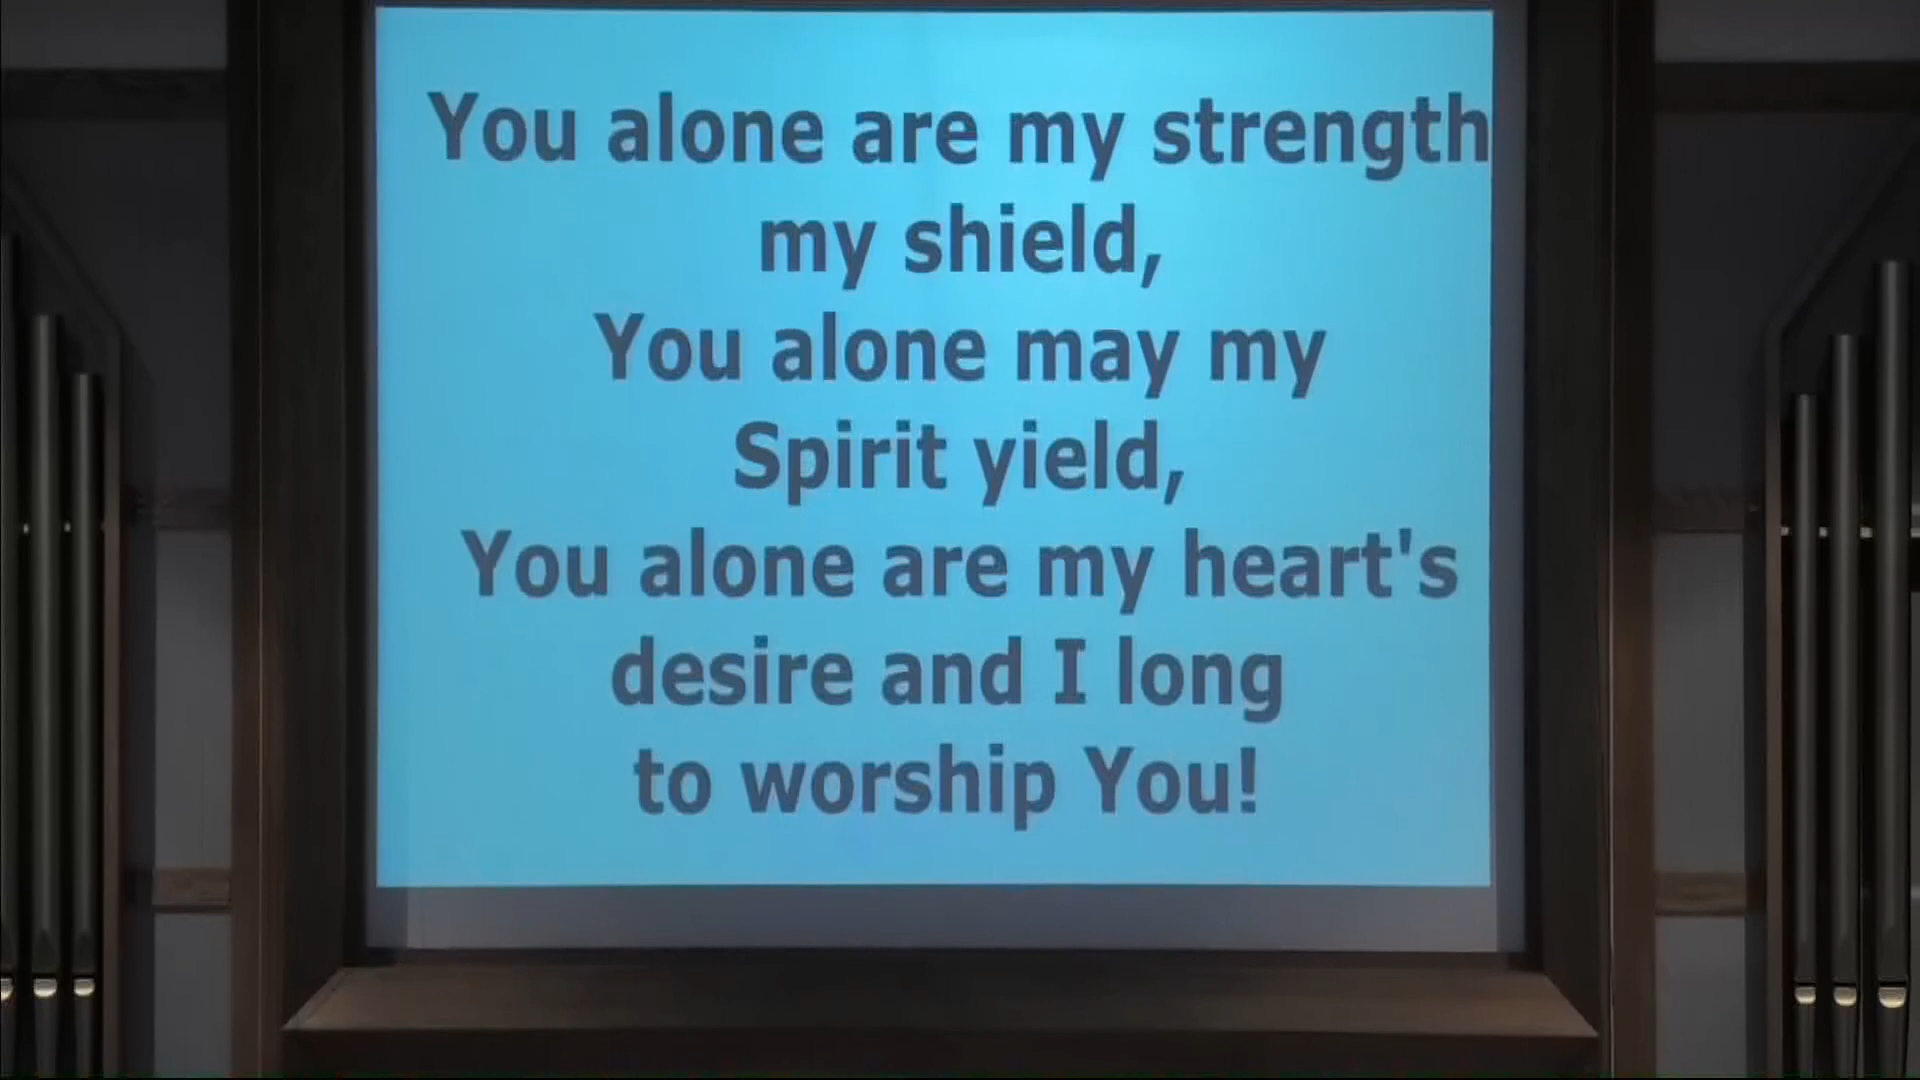 You alone are my strength
my shield,
You alone may my
Spirit yield,
You alone are my heart's
desire and I long
to worship You!